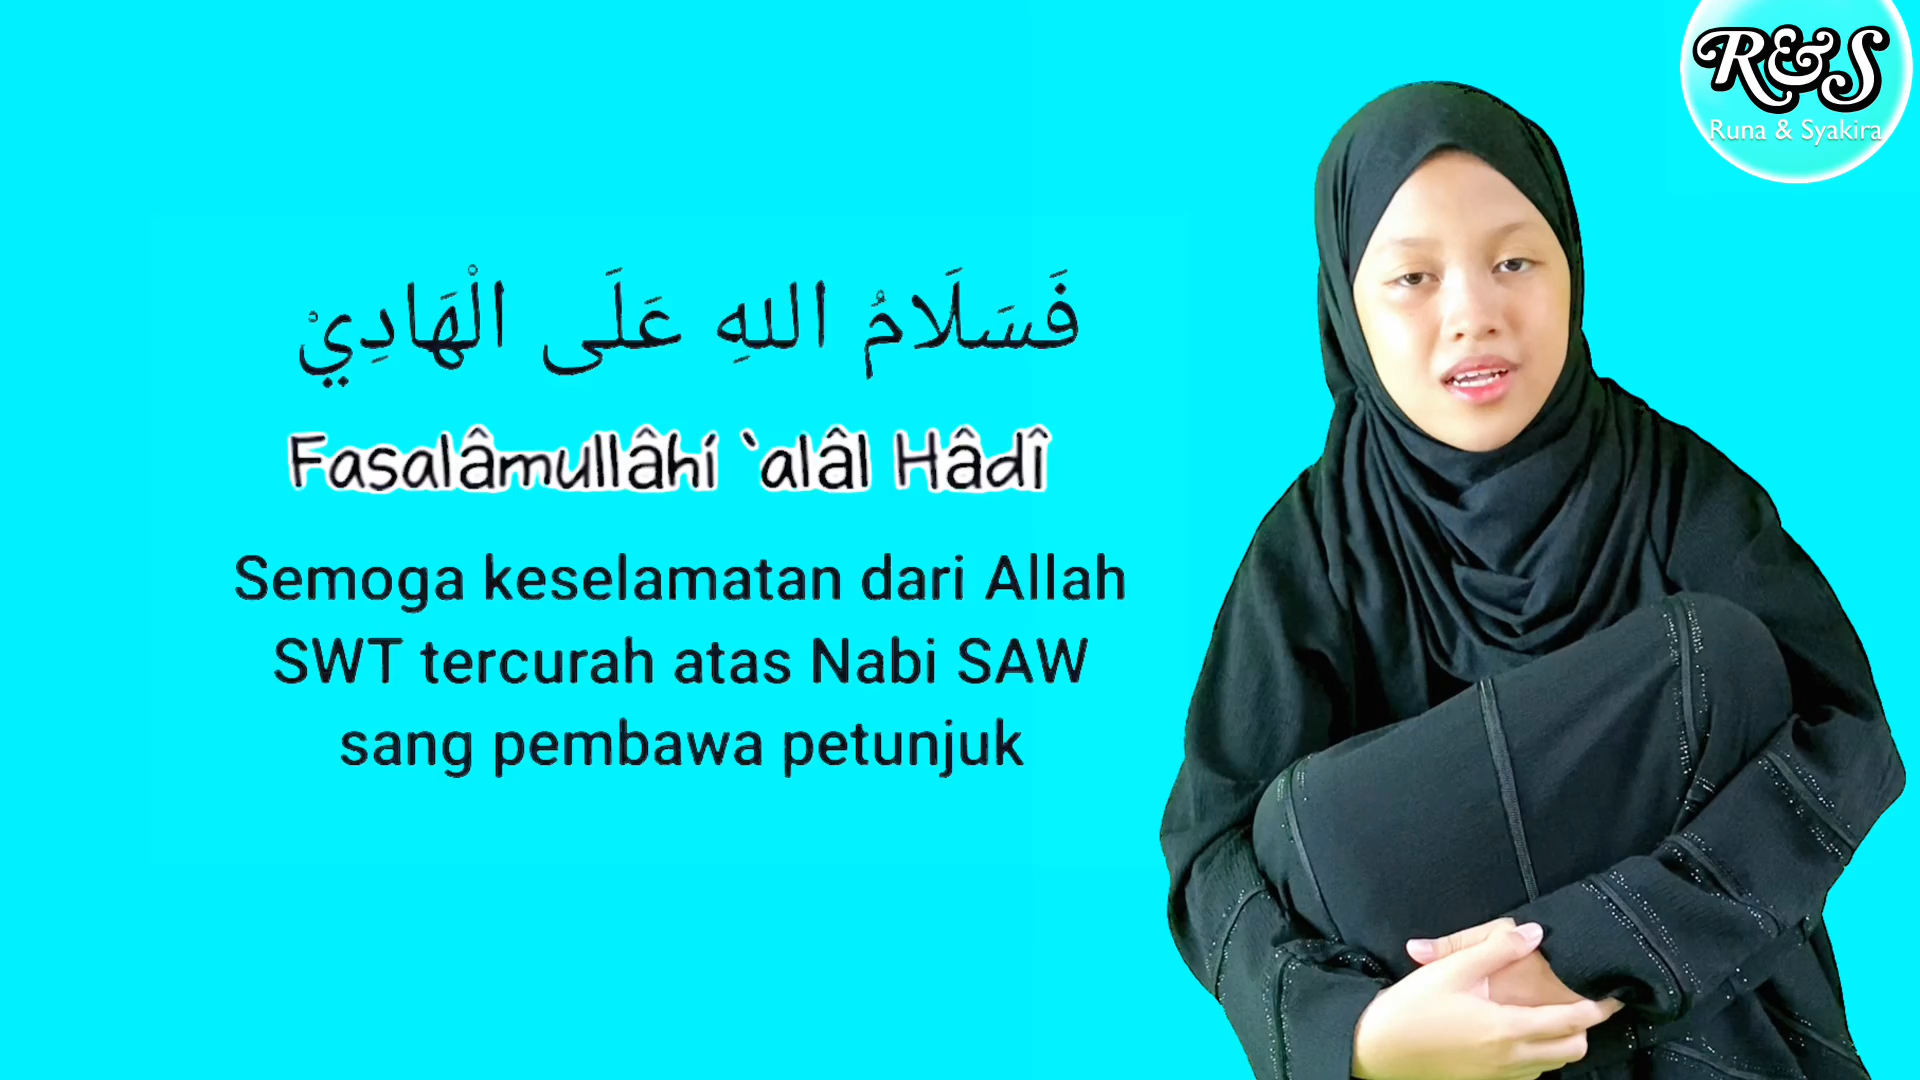 R&S
Runa & Syakira
فَسَلَامُ اللهِ عَلَى الْهَادِيْ
Fasalâmullâhi `alâl Hâdî
Semoga keselamatan dari Allah
SWT tercurah atas Nabi SAW
sang pembawa petunjuk